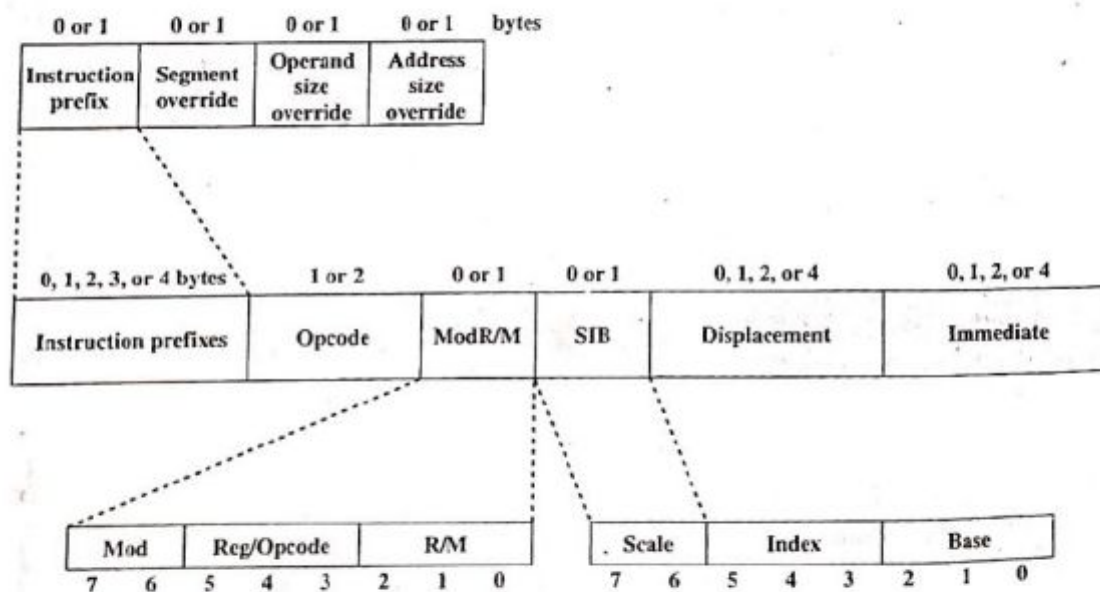 0 or 1 0 or 1 0 or 1 0 or 1 bytes
Instruction prefix Segment override Operand size override Address size override
0, 1, 2, 3, or 4 bytes 1 or 2 0 or 1 0 or 1 0, 1, 2, or 4 0, 1, 2, or 4
Instruction prefixes Opcode ModR/M SIB Displacement Immediate
Mod Reg/Opcode R/M Scale Index Base
7 6 5 4 3 2 1 0 7 6 5 4 3 2 1 0